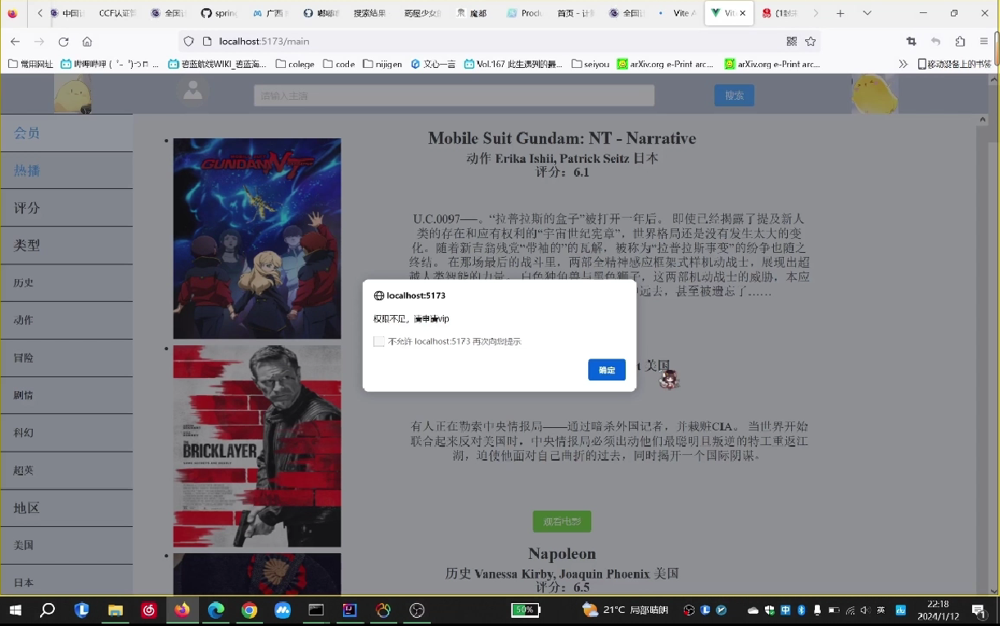 中国计
CCF认证管
全国计
spring
广西
嘟嘟
搜索结果
药屋少女
魔都
Produ
首页 - 计
全国计
Vite A
Vite
localhost:5173/main
常用网址
哔哩哔哩 ( ゜- ゜)つロ ...
碧蓝航线WIKI_碧蓝海...
colege
code
nijigen
文心一言
Vol.167 此生遇到的最...
seiyou
arXiv.org e-Print arc...
arXiv.org e-Print arc...
移动设备上的书签
请输入主演
搜索
会员
热播
评分
类型
历史
动作
冒险
剧情
科幻
超英
地区
美国
日本
GUNDAM NT
Mobile Suit Gundam: NT - Narrative
动作 Erika Ishii, Patrick Seitz 日本
评分：6.1
U.C.0097──。“拉普拉斯的盒子”被打开一年后。 即使已经揭露了提及新人
类的存在和应有权利的“宇宙世纪宪章”，世界格局还是没有发生太大的变
化。随着新吉翁残党“带袖的”的瓦解，被称为“拉普拉斯事变”的纷争也随之
终结。 在那场最后的战斗里，两部全精神感应框架式样机动战士，展现出超
越人类智能的力量。 白色独角兽与黑色狮子，这两部机动战士的威胁，本应
远去，甚至被遗忘了……
localhost:5173
权限不足。请申请vip
不允许 localhost:5173 再次向您提示
确定
t 美国
THE
BRICKLAYER
有人正在勒索中央情报局——通过暗杀外国记者，并栽赃CIA。 当世界开始
联合起来反对美国时，中央情报局必须出动他们最聪明且叛逆的特工重返江
湖，迫使他面对自己曲折的过去，同时揭开一个国际阴谋。
观看电影
Napoleon
历史 Vanessa Kirby, Joaquin Phoenix 美国
评分：6.5
50%
21°C 局部晴朗
中
英
du
22:18
2024/1/12
1